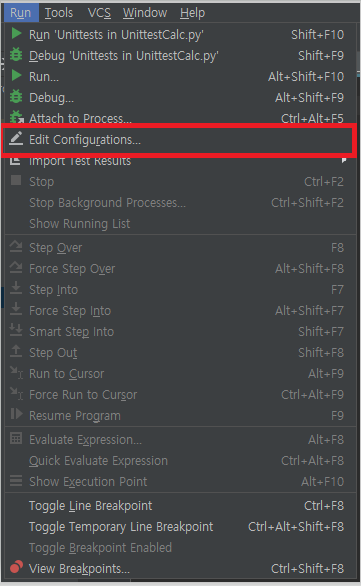 Run Tools VCS Window Help
Run 'Unittests in UnittestCalc.py' Shift+F10
Debug 'Unittests in UnittestCalc.py' Shift+F9
Run... Alt+Shift+F10
Debug... Alt+Shift+F9
Attach to Process... Ctrl+Alt+F5
Edit Configurations...
Import Test Results
Stop Ctrl+F2
Stop Background Processes... Ctrl+Shift+F2
Show Running List
Step Over F8
Force Step Over Alt+Shift+F8
Step Into F7
Force Step Into Alt+Shift+F7
Smart Step Into Shift+F7
Step Out Shift+F8
Run to Cursor Alt+F9
Force Run to Cursor Ctrl+Alt+F9
Resume Program F9
Evaluate Expression... Alt+F8
Quick Evaluate Expression Ctrl+Alt+F8
Show Execution Point Alt+F10
Toggle Line Breakpoint Ctrl+F8
Toggle Temporary Line Breakpoint Ctrl+Alt+Shift+F8
Toggle Breakpoint Enabled
View Breakpoints... Ctrl+Shift+F8